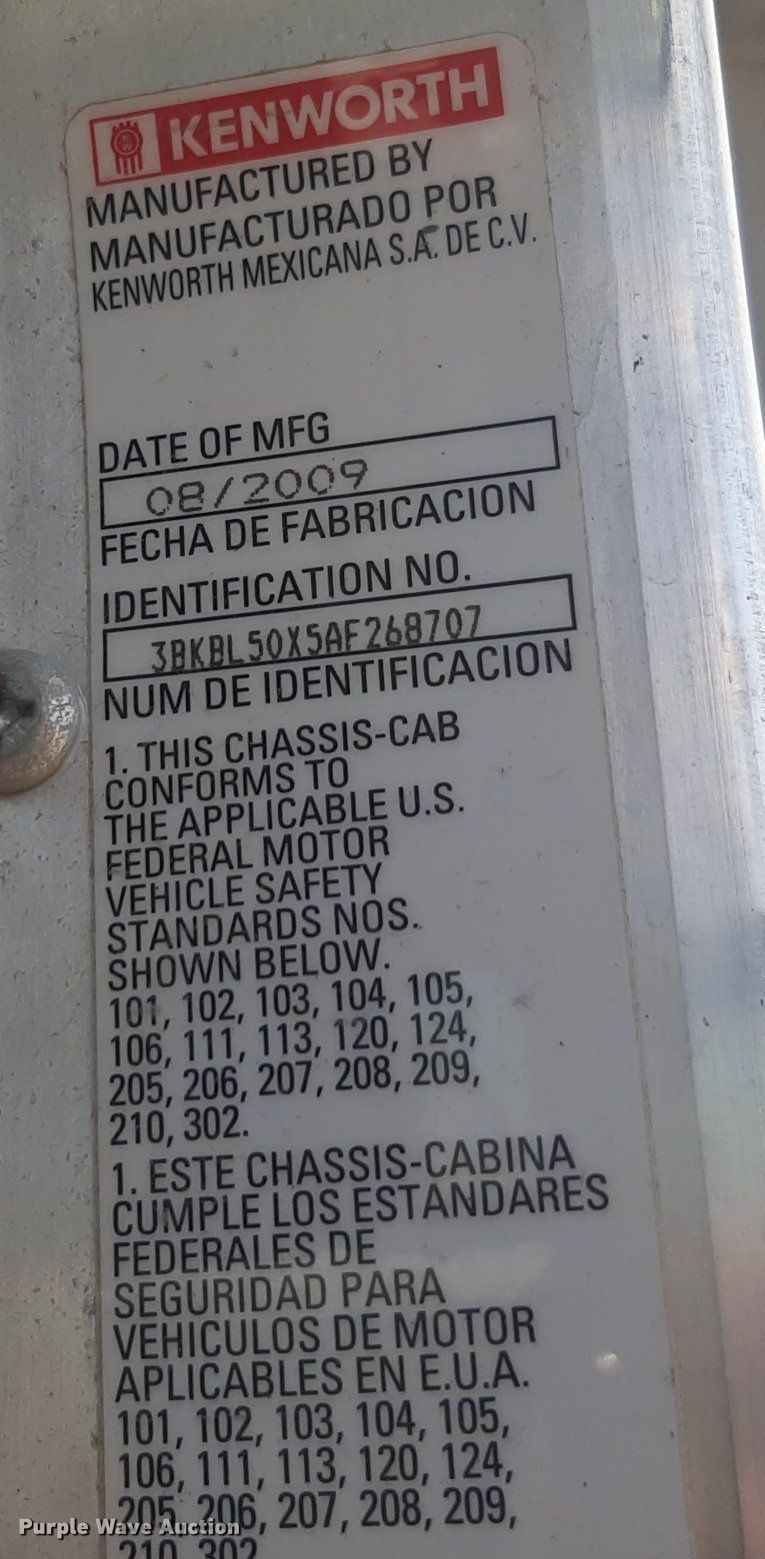 KENWORTH
MANUFACTURED BY
MANUFACTURADO POR
KENWORTH MEXICANA S.A. DE C.V.
DATE OF MFG
08/2009
FECHA DE FABRICACION
IDENTIFICATION NO.
3BKBL50X5AF268707
NUM DE IDENTIFICACION
1. THIS CHASSIS-CAB
CONFORMS TO
THE APPLICABLE U.S.
FEDERAL MOTOR
VEHICLE SAFETY
STANDARDS NOS.
SHOWN BELOW.
101, 102, 103, 104, 105,
106, 111, 113, 120, 124,
205, 206, 207, 208, 209,
210, 302.
1. ESTE CHASSIS-CABINA
CUMPLE LOS ESTANDARES
FEDERALES DE
SEGURIDAD PARA
VEHICULOS DE MOTOR
APLICABLES EN E.U.A.
101, 102, 103, 104, 105,
106, 111, 113, 120, 124,
205, 206, 207, 208, 209,
Purple Wave Auction
210, 302